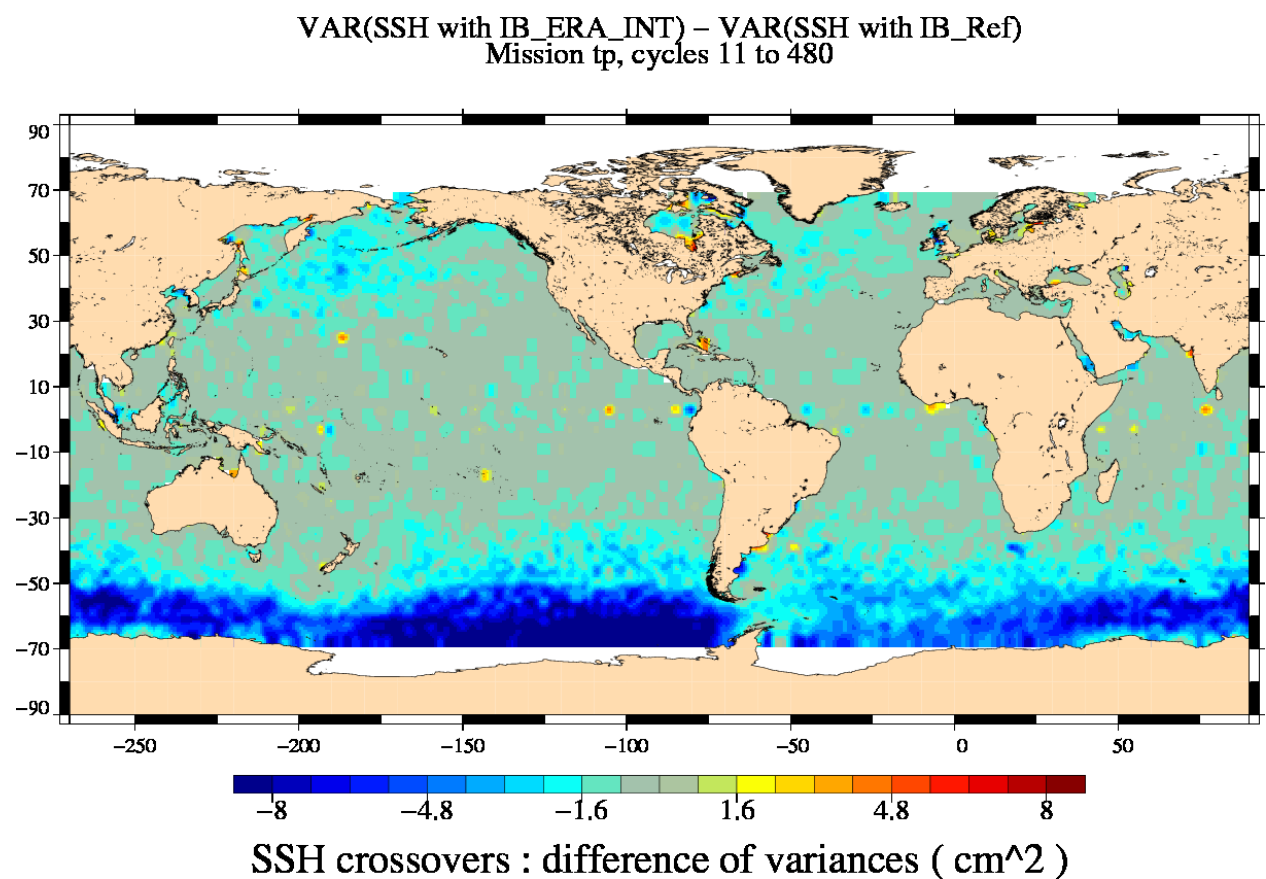 VAR(SSH with IB_ERA_INT) – VAR(SSH with IB_Ref)
Mission tp, cycles 11 to 480
90
70
50
30
10
−10
−30
−50
−70
−90
−250 −200 −150 −100 −50 0 50
−8 −4.8 −1.6 1.6 4.8 8
SSH crossovers : difference of variances ( cm^2 )